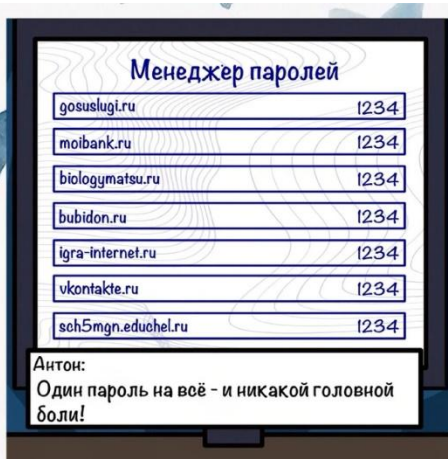 Менеджер паролей
gosuslugi.ru 1234
moibank.ru 1234
biologymatsu.ru 1234
bubidon.ru 1234
igra-internet.ru 1234
vkontakte.ru 1234
sch5mgn.educhel.ru 1234
Антон:
Один пароль на всё - и никакой головной
боли!